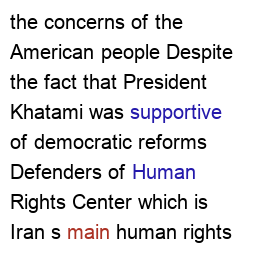 the concerns of the
American people Despite
the fact that President
Khatami was supportive
of democratic reforms
Defenders of Human
Rights Center which is
Iran s main human rights